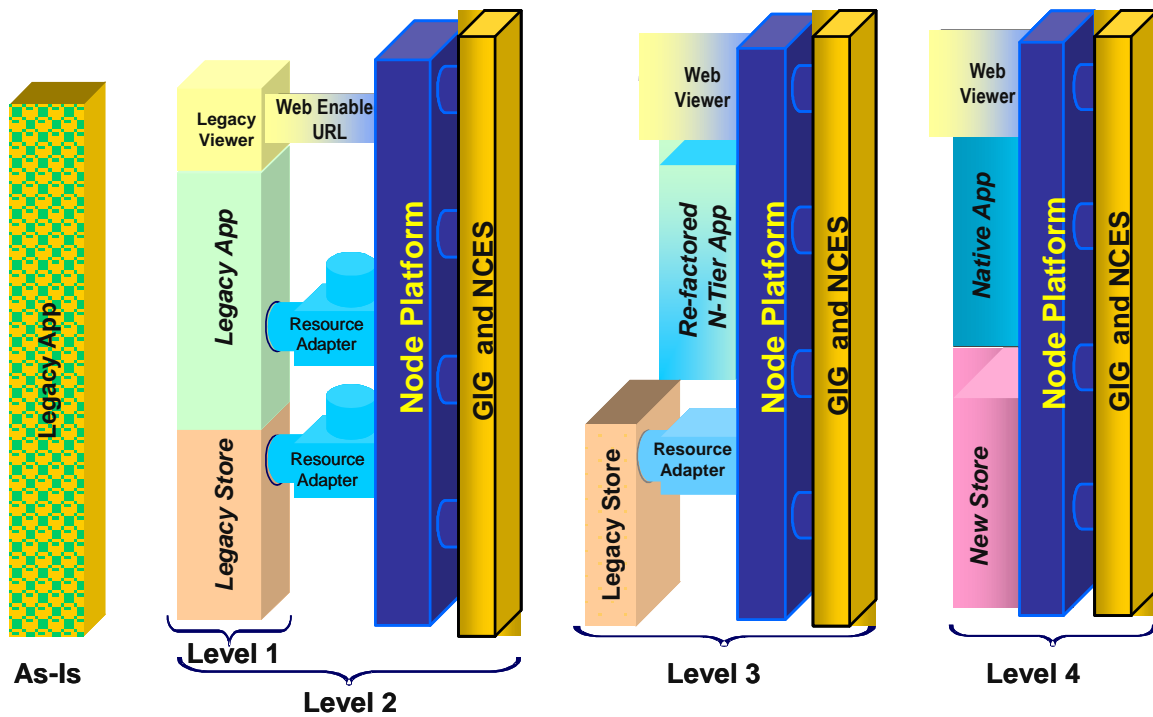 Legacy App
As-Is
Legacy
Viewer
Web Enable
URL
Legacy App
Resource
Adapter
Legacy Store
Resource
Adapter
Node Platform
GIG and NCES
Level 1
Level 2
Web
Viewer
Re-factored
N-Tier App
Legacy Store
Resource
Adapter
Node Platform
GIG and NCES
Level 3
Web
Viewer
Native App
New Store
Node Platform
GIG and NCES
Level 4